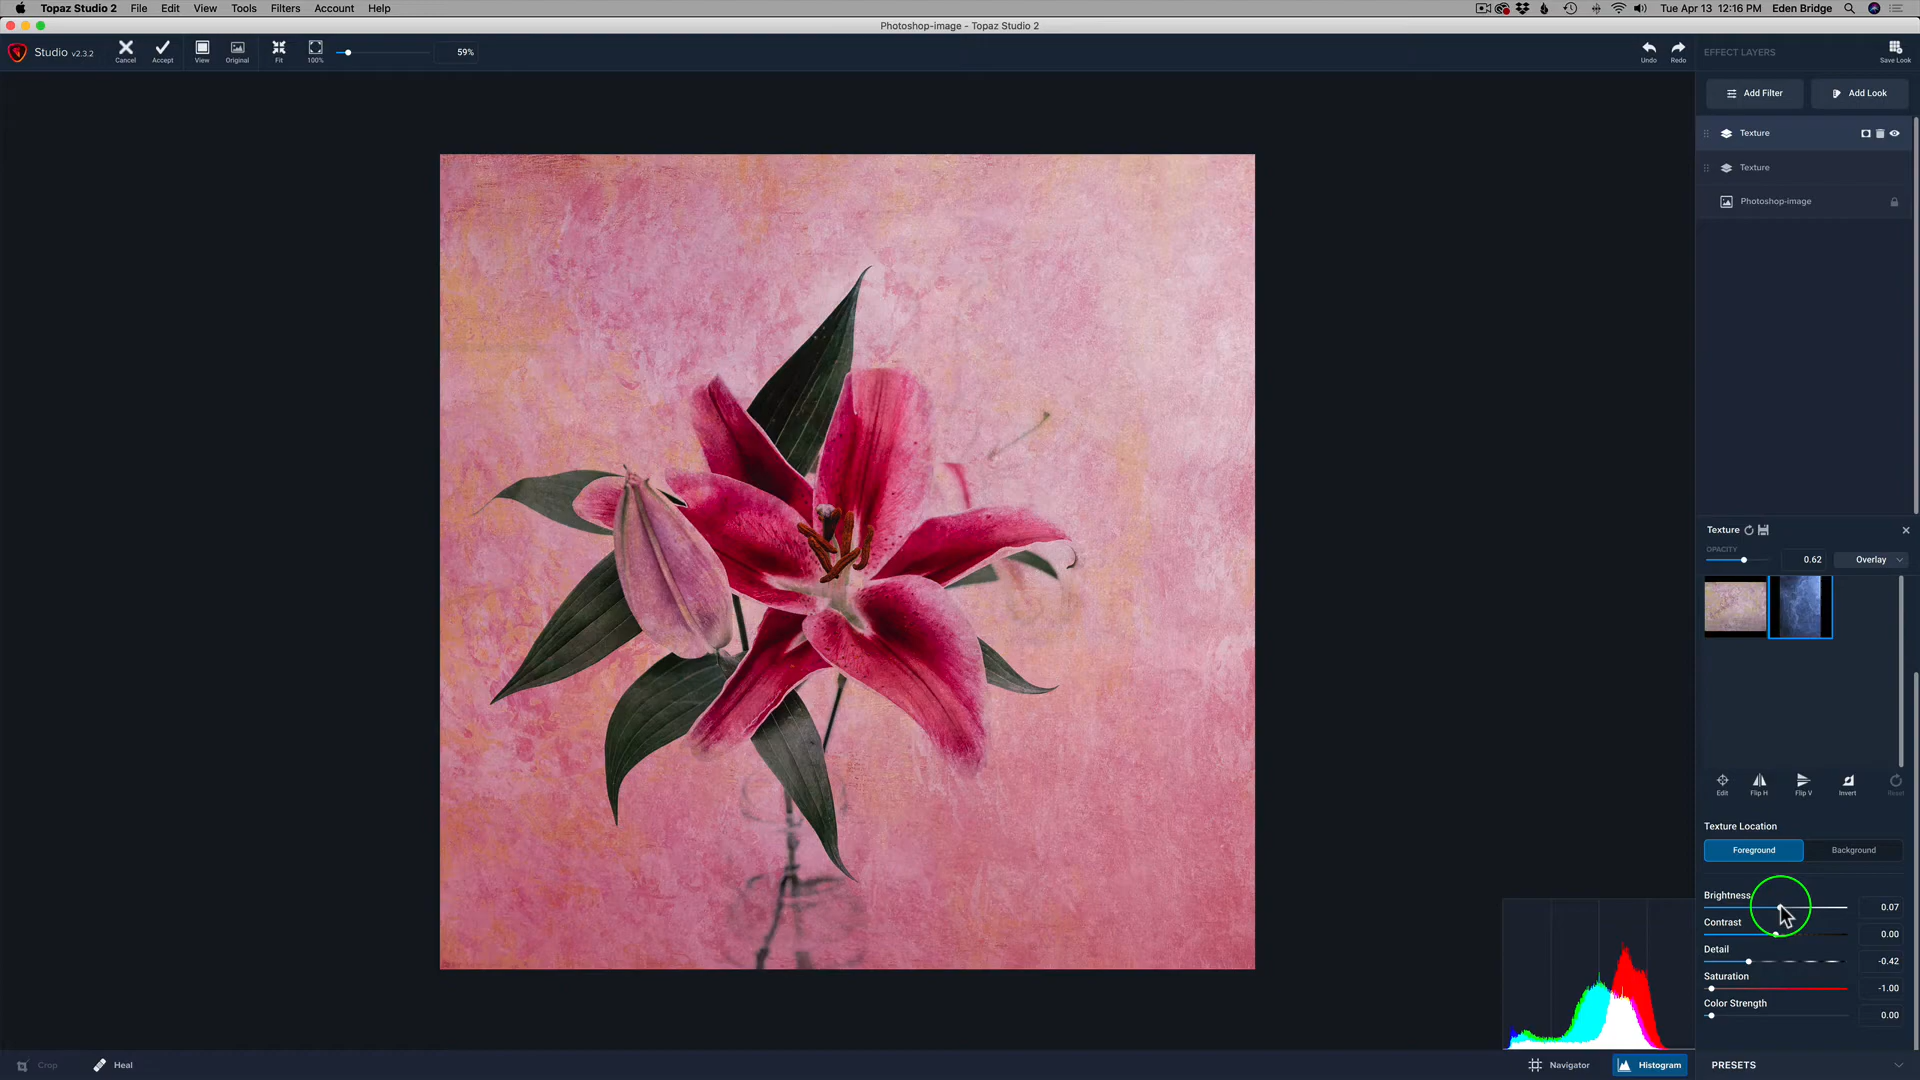 Topaz Studio 2 File Edit View Tools Filters Account Help Tue Apr 13 12:16 PM Eden Bridge
Photoshop-image - Topaz Studio 2
Studio v2.3.2 Cancel Accept View Original Fit 100% 59% Undo Redo EFFECT LAYERS Save Look
Add Filter Add Look
Texture
Texture
Photoshop-image
Texture
OPACITY 0.62 Overlay
Edit Flip H Flip V Invert Reset
Texture Location
Foreground Background
Brightness 0.07
Contrast 0.00
Detail -0.42
Saturation -1.00
Color Strength 0.00
Crop Heal Navigator Histogram PRESETS